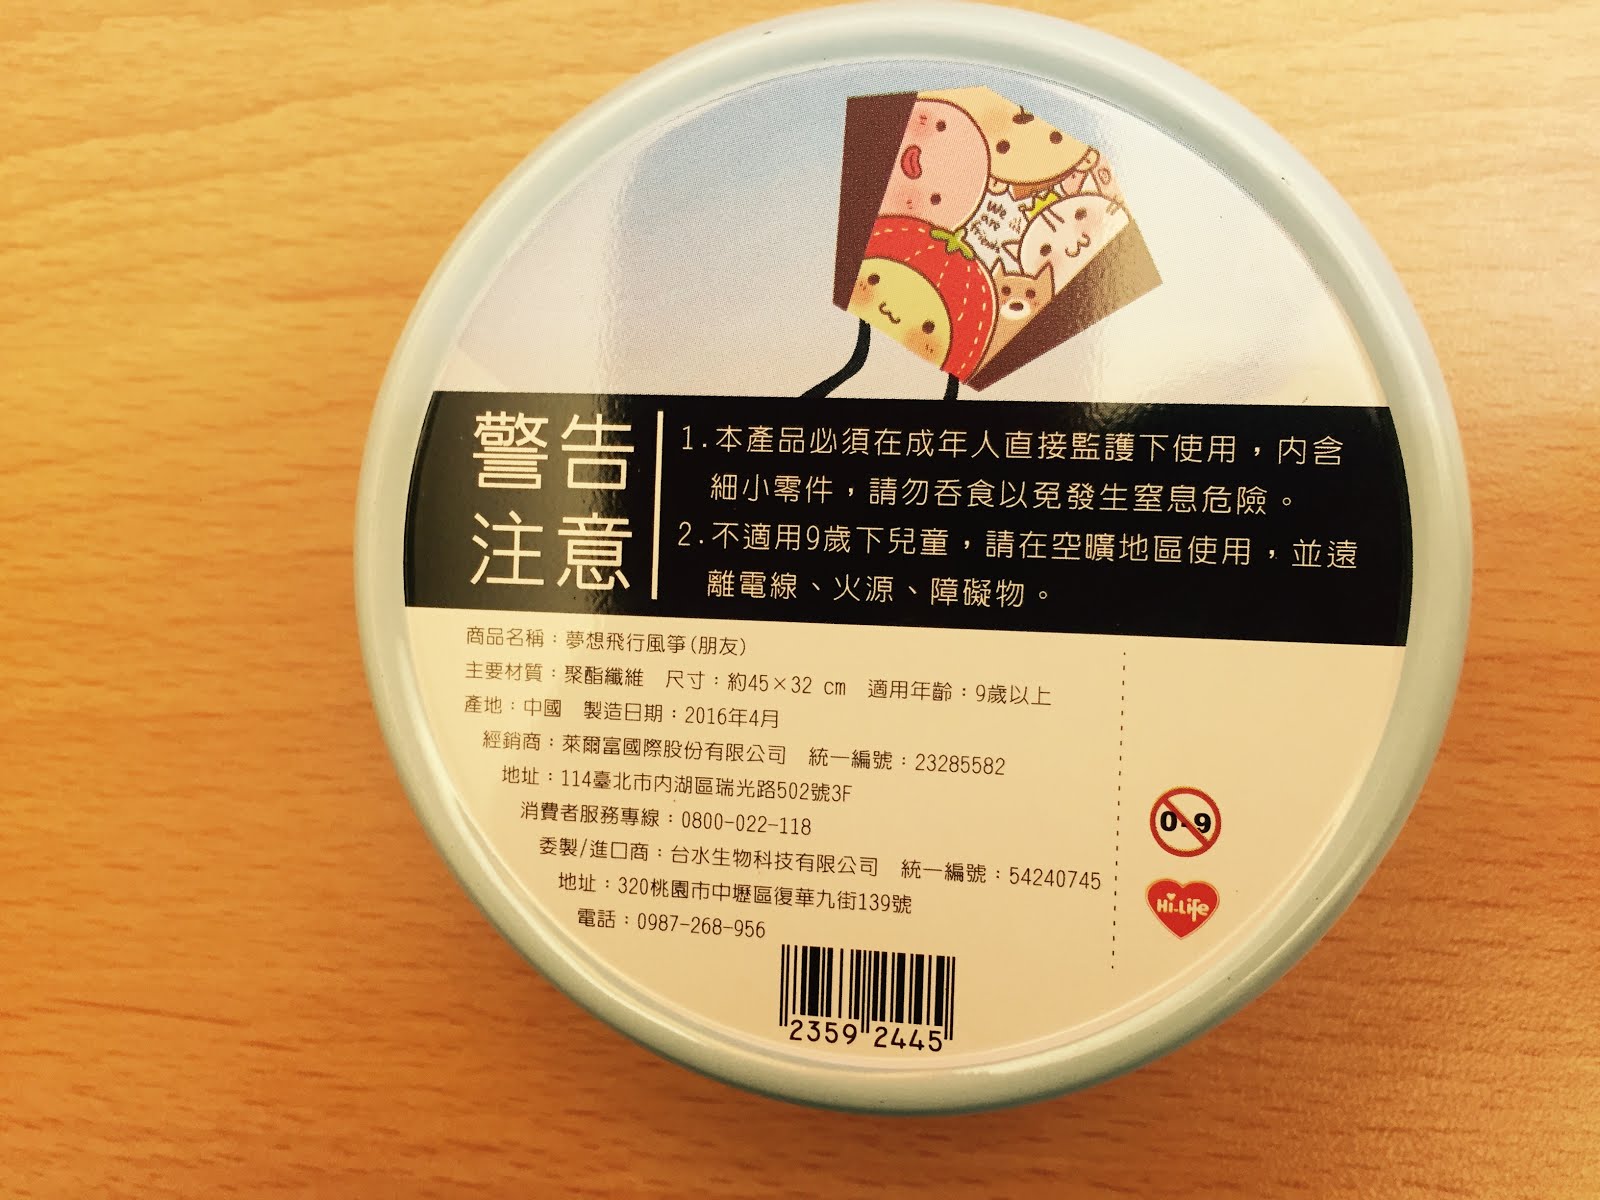 We
are
friends
警告
注意
1.本產品必須在成年人直接監護下使用，內含
細小零件，請勿吞食以免發生窒息危險。
2.不適用9歲下兒童，請在空曠地區使用，並遠
離電線、火源、障礙物。
商品名稱：夢想飛行風箏(朋友)
主要材質：聚酯纖維 尺寸：約45×32 cm 適用年齡：9歲以上
產地：中國 製造日期：2016年4月
經銷商：萊爾富國際股份有限公司 統一編號：23285582
地址：114臺北市內湖區瑞光路502號3F
消費者服務專線：0800-022-118
委製/進口商：台水生物科技有限公司 統一編號：54240745
地址：320桃園市中壢區復華九街139號
電話：0987-268-956
0-9
Hi-Life
2359 2445